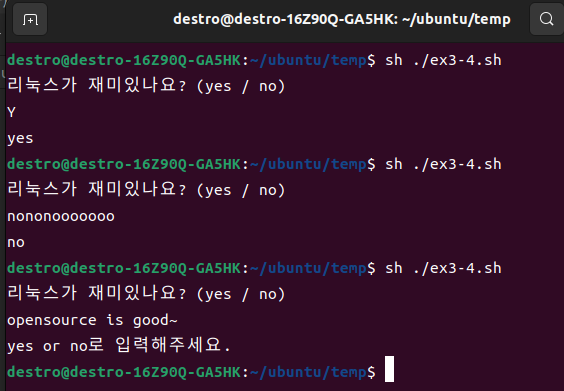 destro@destro-16Z90Q-GA5HK: ~/ubuntu/temp
destro@destro-16Z90Q-GA5HK:~/ubuntu/temp$ sh ./ex3-4.sh
리눅스가 재미있나요? (yes / no)
Y
yes
destro@destro-16Z90Q-GA5HK:~/ubuntu/temp$ sh ./ex3-4.sh
리눅스가 재미있나요? (yes / no)
nononooooooo
no
destro@destro-16Z90Q-GA5HK:~/ubuntu/temp$ sh ./ex3-4.sh
리눅스가 재미있나요? (yes / no)
opensource is good~
yes or no로 입력해주세요.
destro@destro-16Z90Q-GA5HK:~/ubuntu/temp$